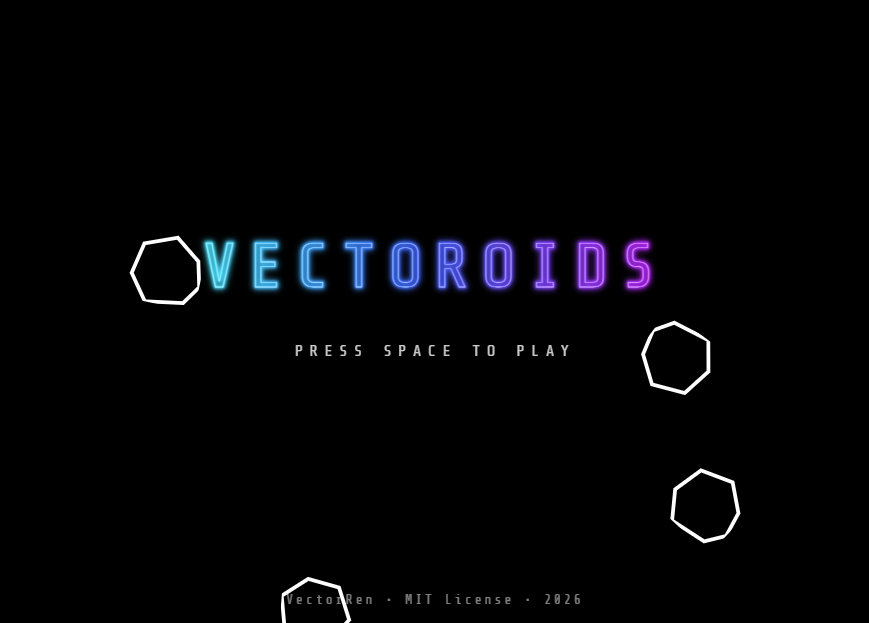 VECTOROIDS
PRESS SPACE TO PLAY
VectorRen · MIT License · 2026